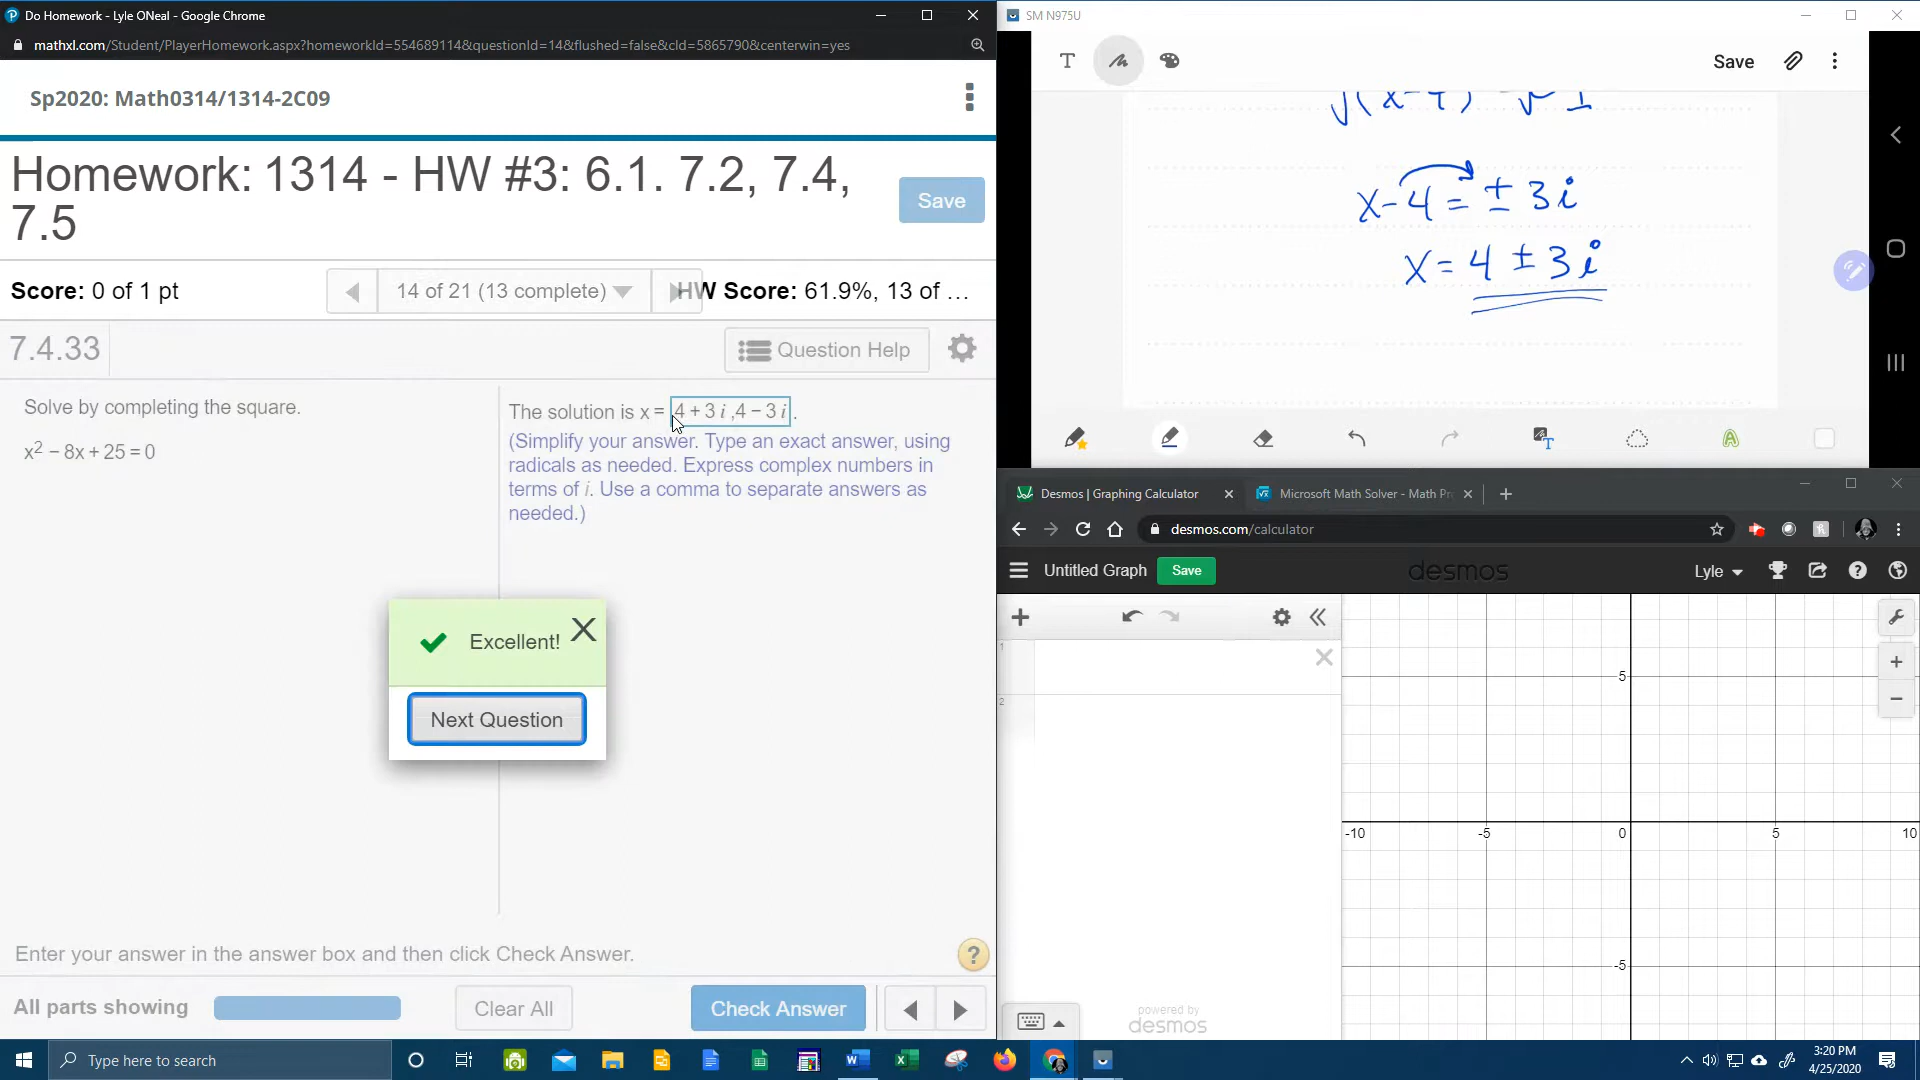 Do Homework - Lyle ONeal - Google Chrome
mathxl.com/Student/PlayerHomework.aspx?homeworkId=554689114&questionId=14&flushed=false&cId=5865790&centerwin=yes
Sp2020: Math0314/1314-2C09
Homework: 1314 - HW #3: 6.1. 7.2, 7.4,
7.5
Save
Score: 0 of 1 pt
14 of 21 (13 complete)
HW Score: 61.9%, 13 of ...
7.4.33
Question Help
Solve by completing the square.
x² − 8x + 25 = 0
The solution is x = 4 + 3 i ,4 − 3 i .
(Simplify your answer. Type an exact answer, using
radicals as needed. Express complex numbers in
terms of i. Use a comma to separate answers as
needed.)
Excellent!
Next Question
Enter your answer in the answer box and then click Check Answer.
?
All parts showing
Clear All
Check Answer
SM N975U
T
Save
x-4 = ± 3i
x = 4 ± 3i
T
A
Desmos | Graphing Calculator
Microsoft Math Solver - Math Pr
desmos.com/calculator
Untitled Graph
Save
desmos
Lyle
1
2
5
-10
-5
0
5
10
-5
powered by
desmos
Type here to search
3:20 PM
4/25/2020